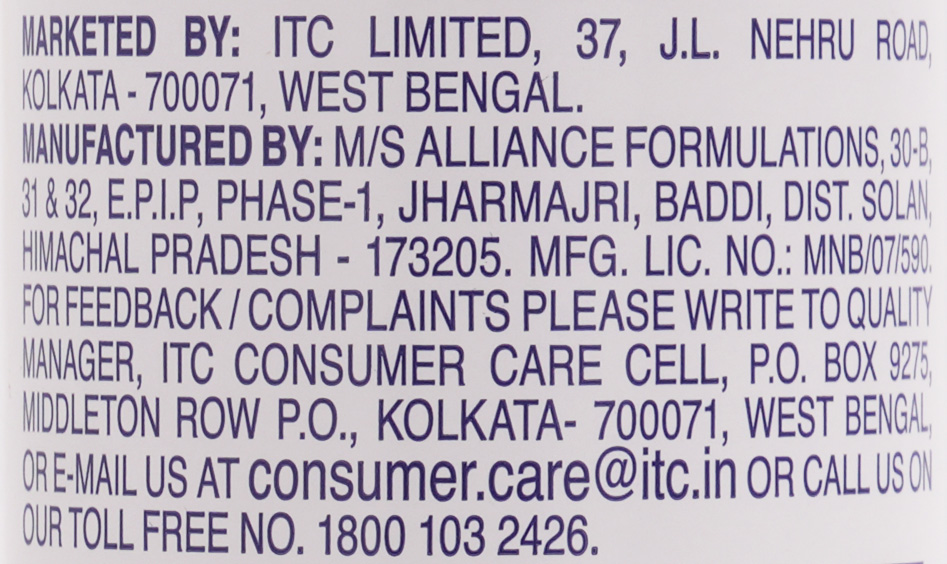 MARKETED BY: ITC LIMITED, 37, J.L. NEHRU ROAD,
KOLKATA - 700071, WEST BENGAL.
MANUFACTURED BY: M/S ALLIANCE FORMULATIONS, 30-B,
31 & 32, E.P.I.P, PHASE-1, JHARMAJRI, BADDI, DIST. SOLAN,
HIMACHAL PRADESH - 173205. MFG. LIC. NO.: MNB/07/590.
FOR FEEDBACK / COMPLAINTS PLEASE WRITE TO QUALITY
MANAGER, ITC CONSUMER CARE CELL, P.O. BOX 9275,
MIDDLETON ROW P.O., KOLKATA- 700071, WEST BENGAL,
OR E-MAIL US AT consumer.care@itc.in OR CALL US ON
OUR TOLL FREE NO. 1800 103 2426.